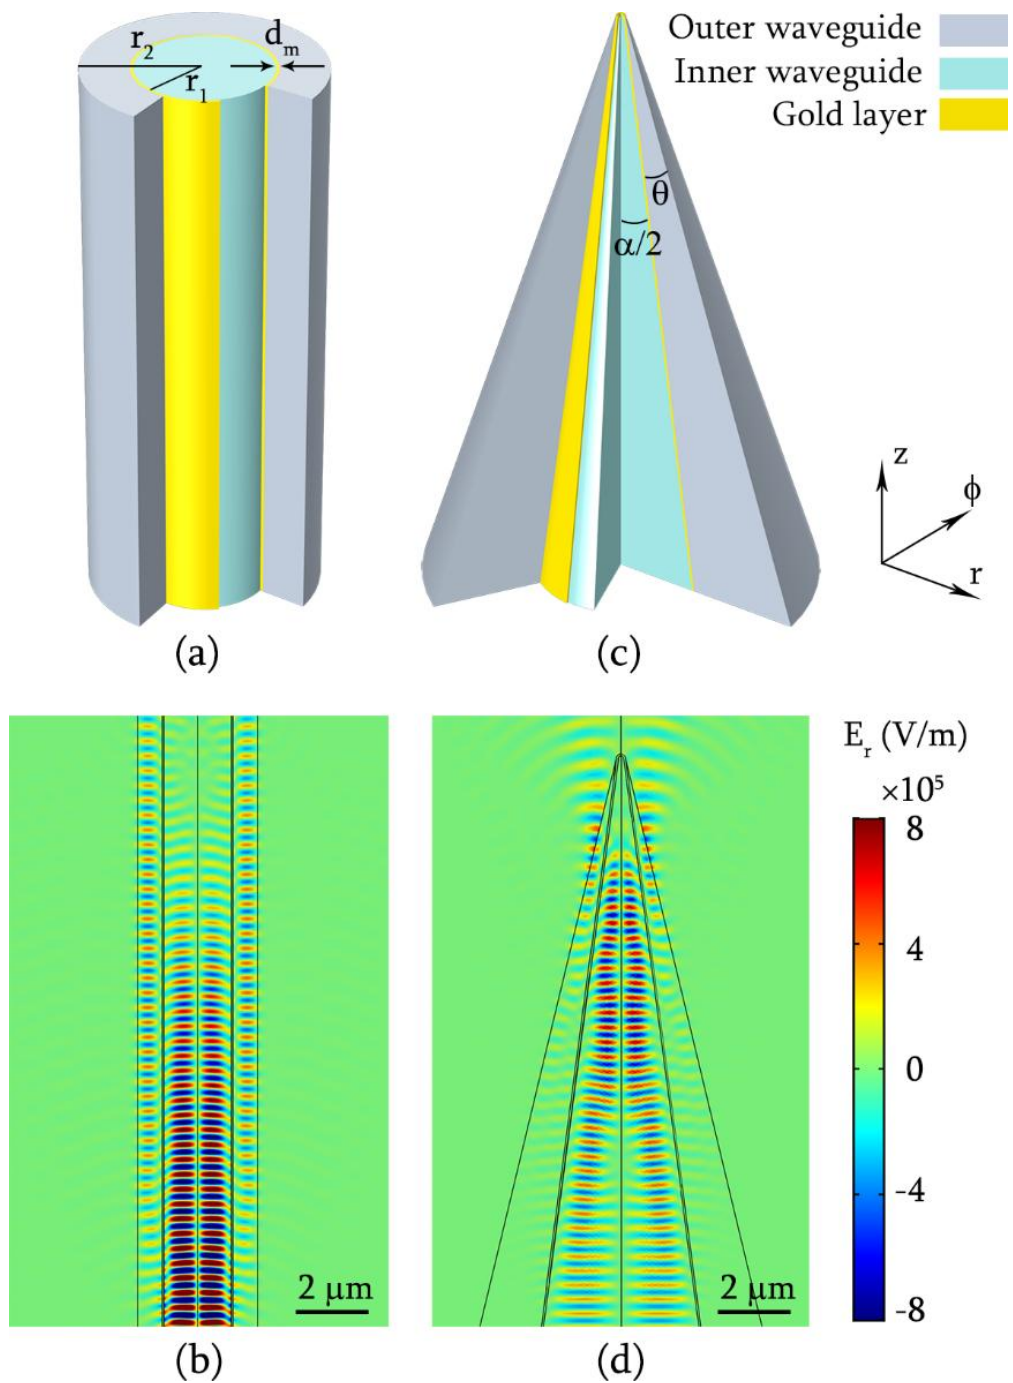 r₂
dₘ
r₁
Outer waveguide
Inner waveguide
Gold layer
θ
α/2
z
ϕ
r
(a)
(c)
Eᵣ (V/m)
×10⁵
8
4
0
-4
-8
2 μm
2 μm
(b)
(d)